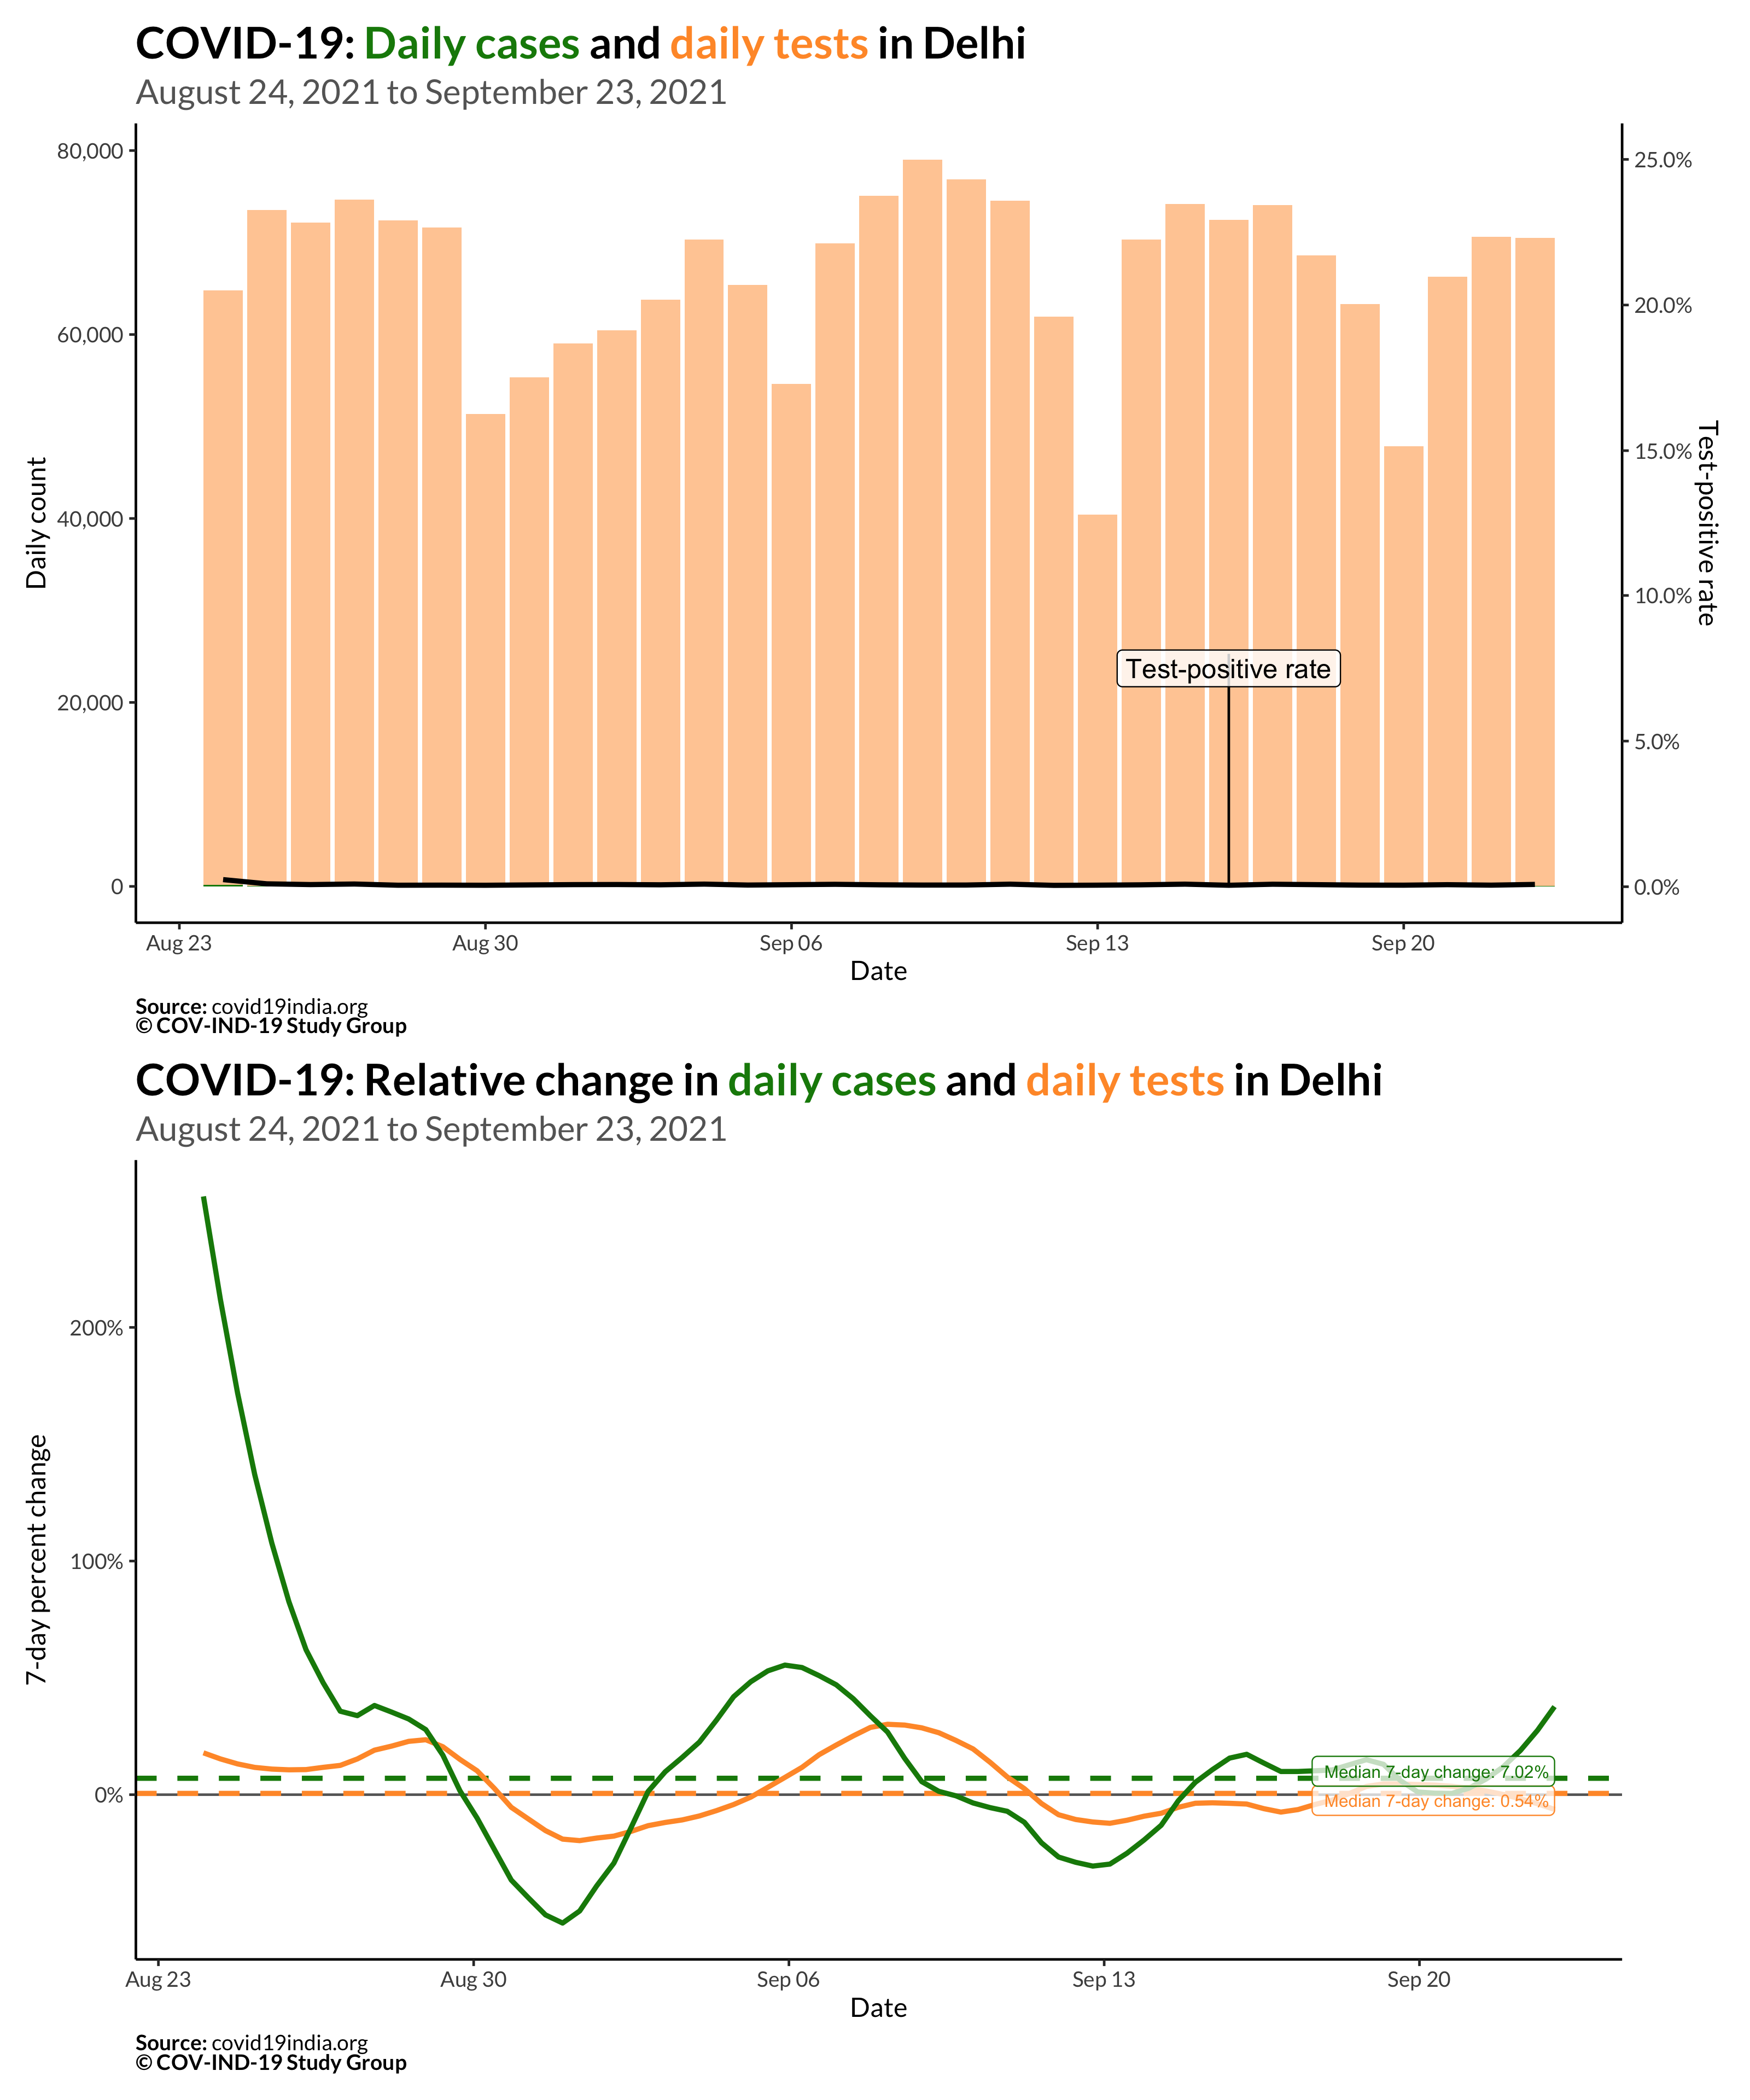 COVID-19: Daily cases and daily tests in Delhi
August 24, 2021 to September 23, 2021
80,000
60,000
40,000
20,000
0
Daily count
25.0%
20.0%
15.0%
10.0%
5.0%
0.0%
Test-positive rate
Test-positive rate
Aug 23
Aug 30
Sep 06
Sep 13
Sep 20
Date
Source: covid19india.org
© COV-IND-19 Study Group
COVID-19: Relative change in daily cases and daily tests in Delhi
August 24, 2021 to September 23, 2021
200%
100%
0%
7-day percent change
Median 7-day change: 7.02%
Median 7-day change: 0.54%
Aug 23
Aug 30
Sep 06
Sep 13
Sep 20
Date
Source: covid19india.org
© COV-IND-19 Study Group